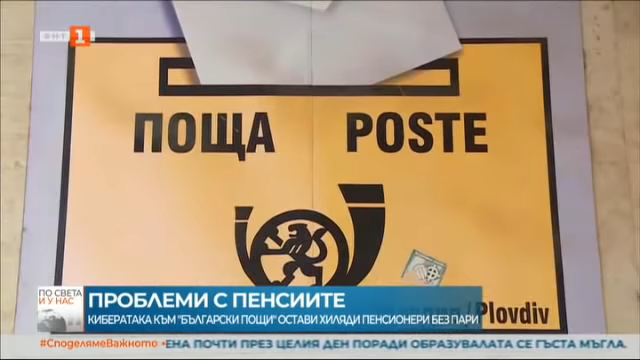 БНТ 1
ПОЩА POSTE
/Plovdiv
ПО СВЕТА
И У НАС
ПРОБЛЕМИ С ПЕНСИИТЕ
КИБЕРАТАКА КЪМ "БЪЛГАРСКИ ПОЩИ" ОСТАВИ ХИЛЯДИ ПЕНСИОНЕРИ БЕЗ ПАРИ
#СподелямеВажното ЕНА ПОЧТИ ПРЕЗ ЦЕЛИЯ ДЕН ПОРАДИ ОБРАЗУВАЛАТА СЕ ГЪСТА МЪГЛА.